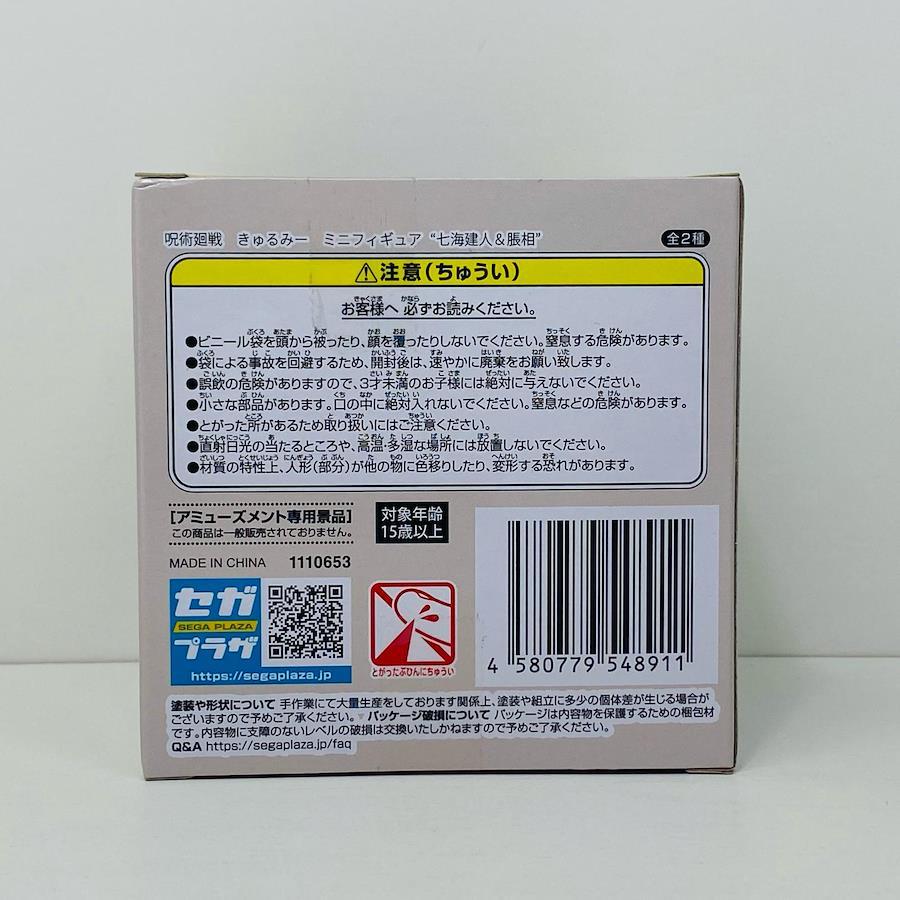 呪術廻戦 きゅるみー ミニフィギュア “七海建人＆脹相” 全2種
⚠注意(ちゅうい)
お客様へ 必ずお読みください。
●ビニール袋を頭から被ったり、顔を覆ったりしないでください。窒息する危険があります。
●袋による事故を回避するため、開封後は、速やかに廃棄をお願い致します。
●誤飲の危険がありますので、3才未満のお子様には絶対に与えないでください。
●小さな部品があります。口の中に絶対入れないでください。窒息などの危険があります。
●とがった所があるため取り扱いにはご注意ください。
●直射日光の当たるところや、高温・多湿な場所には放置しないでください。
●材質の特性上、人形(部分)が他の物に色移りしたり、変形する恐れがあります。
[アミューズメント専用景品]
この商品は一般販売されておりません。
対象年齢
15歳以上
MADE IN CHINA 1110653
セガ
SEGA PLAZA
プラザ
https://segaplaza.jp
とがったぶひんにちゅうい
4 580779 548911
塗装や形状について 手作業にて大量生産をしております関係上、塗装や組立に多少の個体差が生じる場合が
ございますので予めご了承ください。 パッケージ破損について パッケージは内容物を保護するための梱包材
です。内容物に支障のないレベルの破損は交換いたしかねますので予めご了承ください。
Q&A https://segaplaza.jp/faq